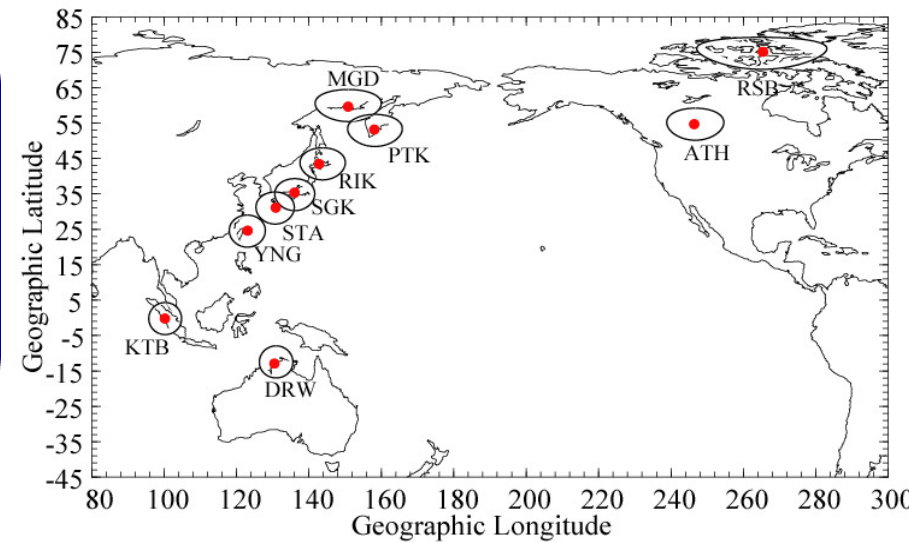 85
75
65
55
45
35
25
15
5
-5
-15
-25
-35
-45
Geographic Latitude
MGD
RSB
PTK
ATH
RIK
SGK
STA
YNG
KTB
DRW
80 100 120 140 160 180 200 220 240 260 280 300
Geographic Longitude